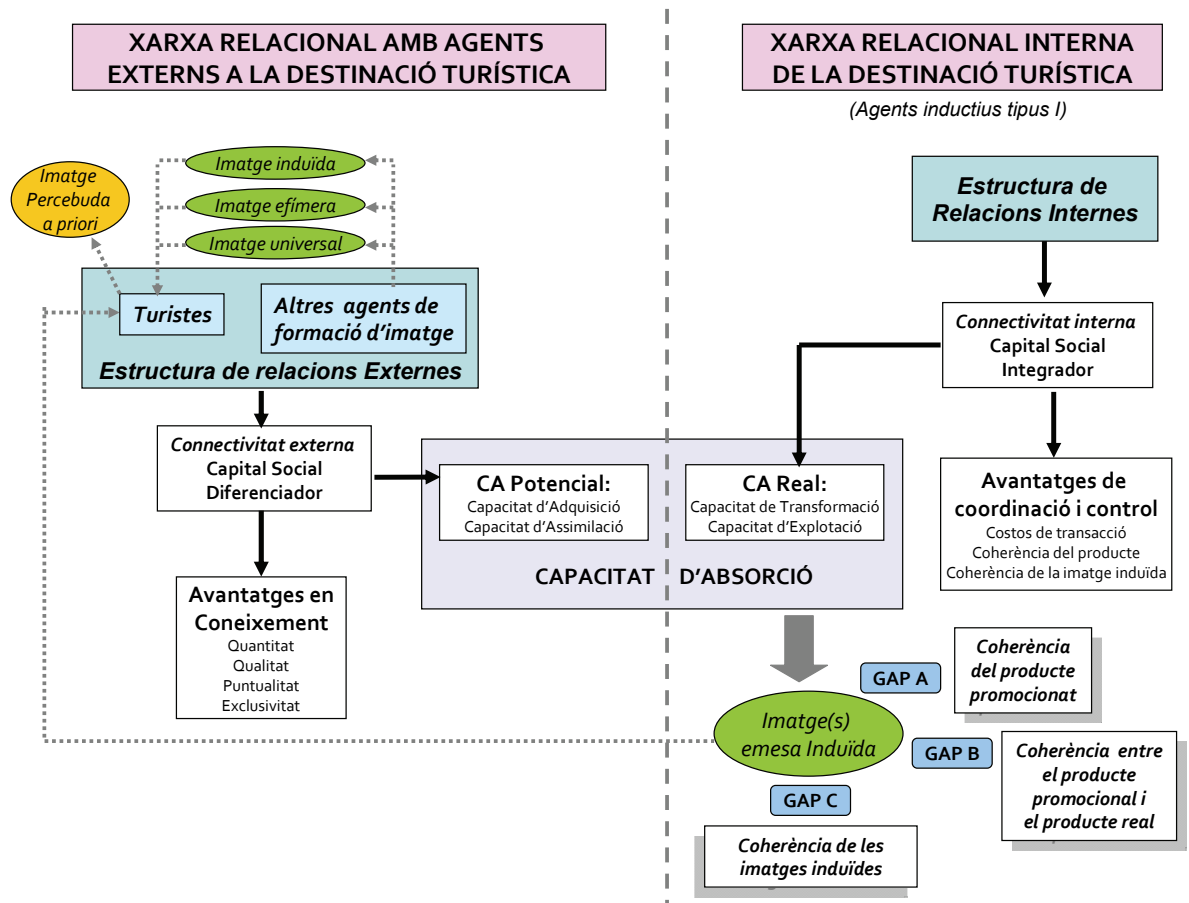 XARXA RELACIONAL AMB AGENTS
EXTERNS A LA DESTINACIÓ TURÍSTICA
XARXA RELACIONAL INTERNA
DE LA DESTINACIÓ TURÍSTICA
(Agents inductius tipus I)
Imatge
Percebuda
a priori
Imatge induïda
Imatge efímera
Imatge universal
Turistes
Altres agents de
formació d'imatge
Estructura de relacions Externes
Estructura de
Relacions Internes
Connectivitat interna
Capital Social
Integrador
Connectivitat externa
Capital Social
Diferenciador
CA Potencial:
Capacitat d'Adquisició
Capacitat d'Assimilació
CA Real:
Capacitat de Transformació
Capacitat d'Explotació
CAPACITAT D'ABSORCIÓ
Avantatges de
coordinació i control
Costos de transacció
Coherència del producte
Coherència de la imatge induïda
Avantatges en
Coneixement
Quantitat
Qualitat
Puntualitat
Exclusivitat
Imatge(s)
emesa Induïda
GAP A
Coherència
del producte
promocionat
GAP B
Coherència entre
el producte
promocional i
el producte real
GAP C
Coherència de les
imatges induïdes